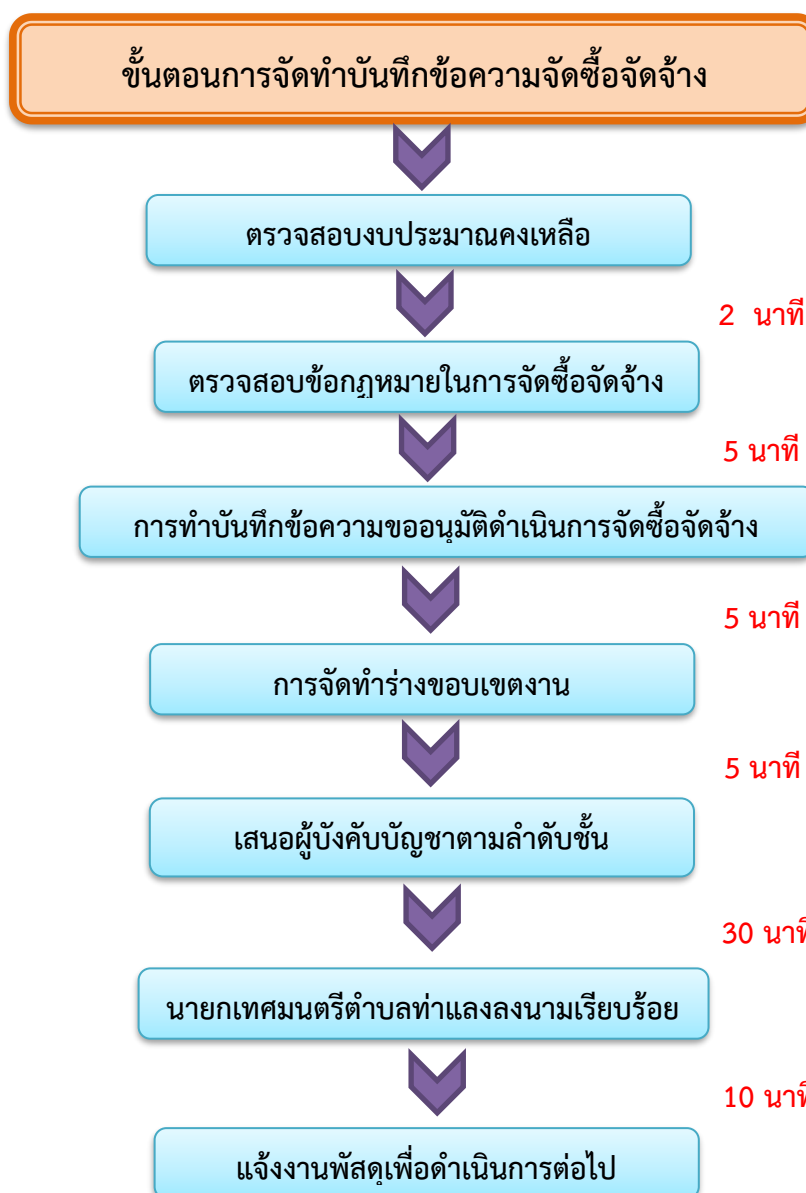 ขั้นตอนการจัดทำบันทึกข้อความจัดซื้อจัดจ้าง
ตรวจสอบงบประมาณคงเหลือ
2 นาที
ตรวจสอบข้อกฎหมายในการจัดซื้อจัดจ้าง
5 นาที
การทำบันทึกข้อความขออนุมัติดำเนินการจัดซื้อจัดจ้าง
5 นาที
การจัดทำร่างขอบเขตงาน
5 นาที
เสนอผู้บังคับบัญชาตามลำดับชั้น
30 นาที
นายกเทศมนตรีตำบลท่าแลงลงนามเรียบร้อย
10 นาที
แจ้งงานพัสดุเพื่อดำเนินการต่อไป